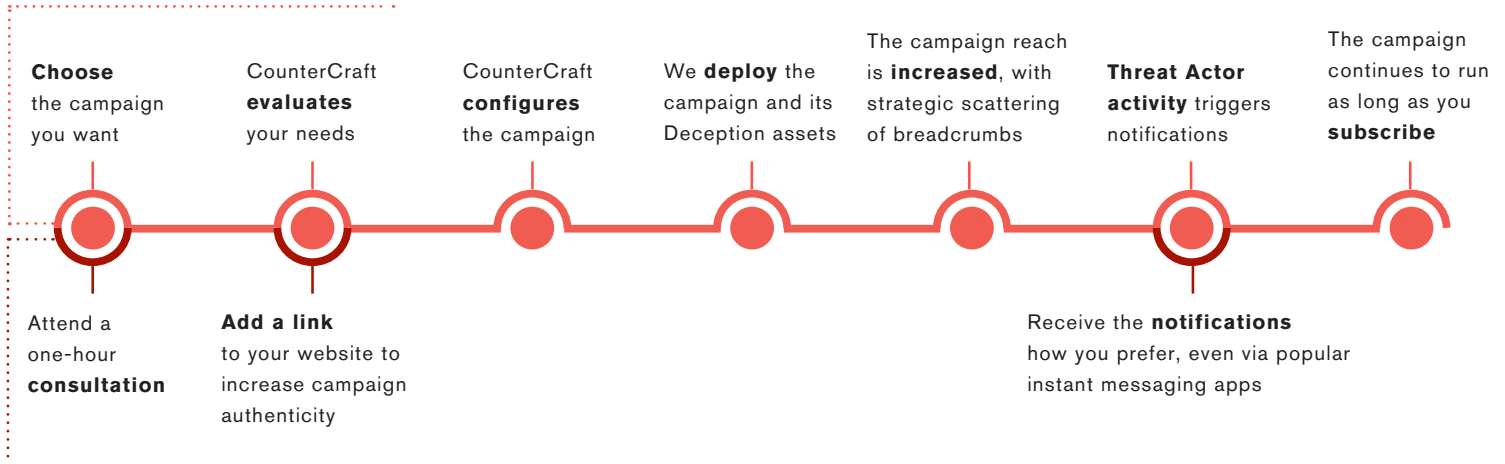 Choose
the campaign
you want
CounterCraft
evaluates
your needs
CounterCraft
configures
the campaign
We deploy the
campaign and its
Deception assets
The campaign reach
is increased, with
strategic scattering
of breadcrumbs
Threat Actor
activity triggers
notifications
The campaign
continues to run
as long as you
subscribe
Attend a
one-hour
consultation
Add a link
to your website to
increase campaign
authenticity
Receive the notifications
how you prefer, even via popular
instant messaging apps